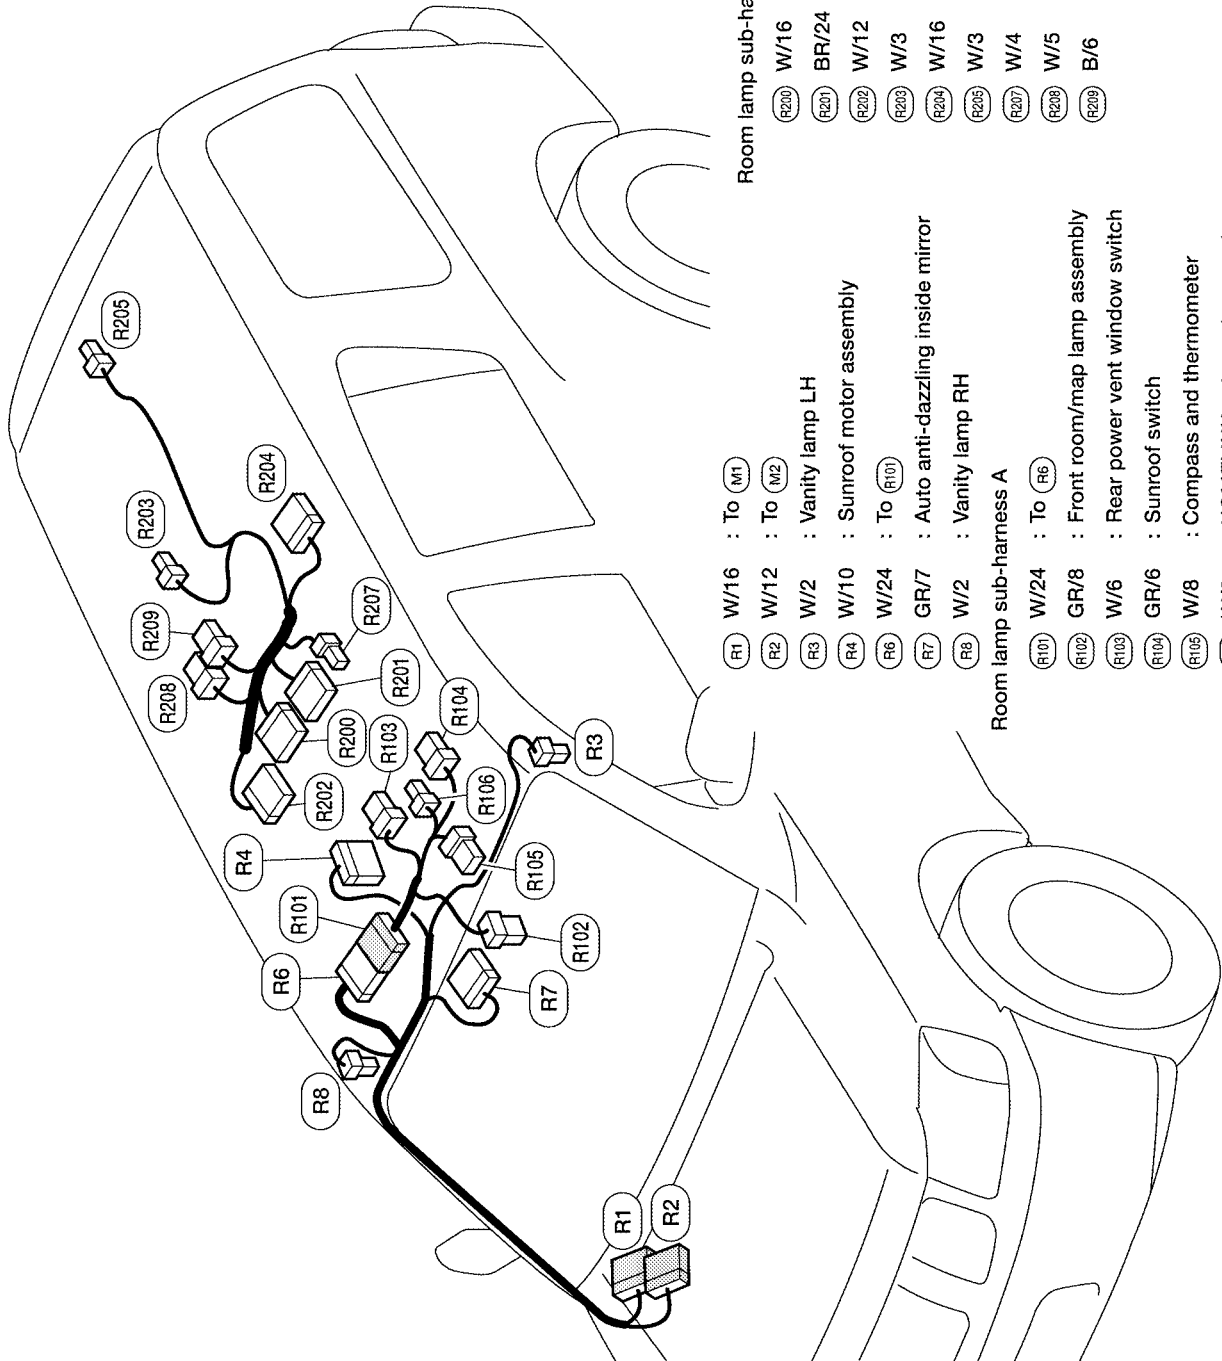 R205
R203
R204
R209
R207
R208
R201
R200
R103
R104
R202
R106
R3
R4
R105
R101
R102
R6
R7
R8
R1
R2
R1 W/16 : To M1
R2 W/12 : To M2
R3 W/2 : Vanity lamp LH
R4 W/10 : Sunroof motor assembly
R6 W/24 : To R101
R7 GR/7 : Auto anti-dazzling inside mirror
R8 W/2 : Vanity lamp RH
Room lamp sub-harness A
R101 W/24 : To R6
R102 GR/8 : Front room/map lamp assembly
R103 W/6 : Rear power vent window switch
R104 GR/6 : Sunroof switch
R105 W/8 : Compass and thermometer
Room lamp sub-ha
R200 W/16
R201 BR/24
R202 W/12
R203 W/3
R204 W/16
R205 W/3
R207 W/4
R208 W/5
R209 B/6